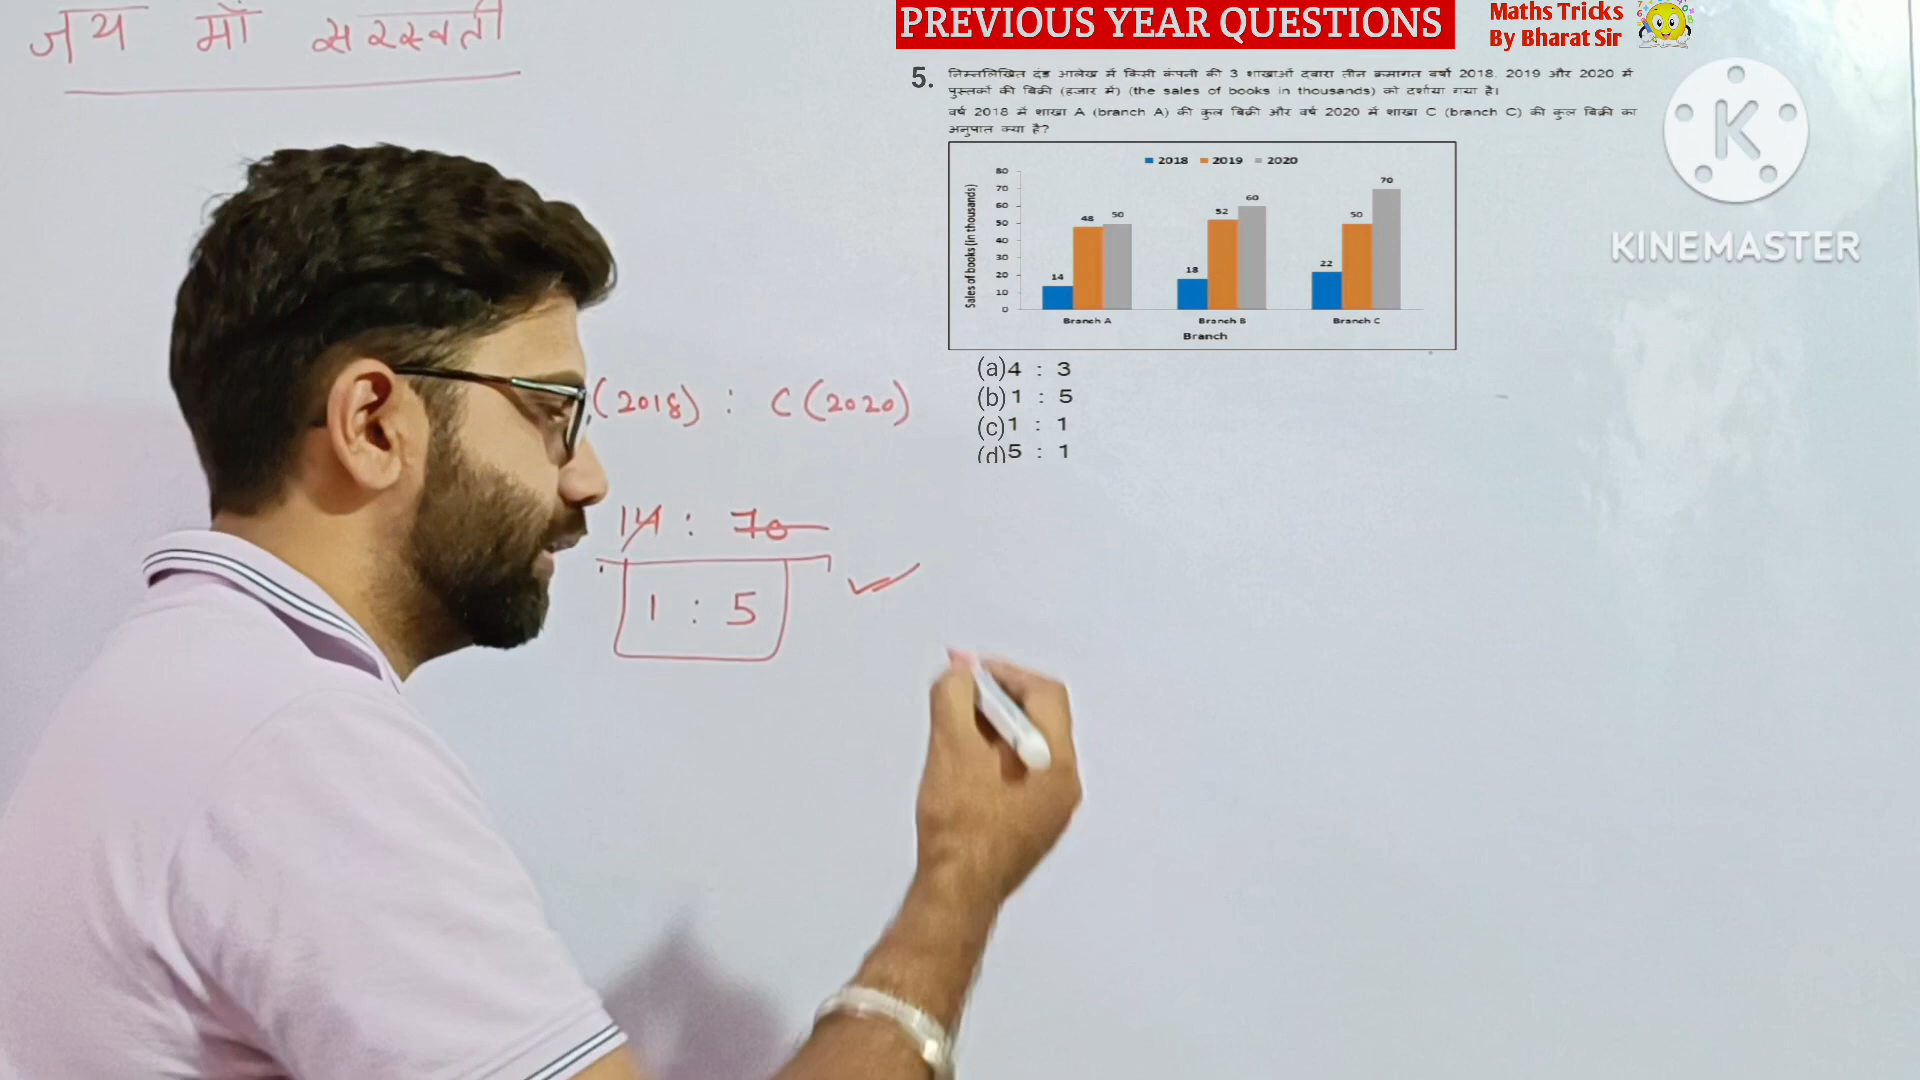 जय माँ सरस्वती
PREVIOUS YEAR QUESTIONS
Maths Tricks
By Bharat Sir
5. निम्नलिखित दंड आलेख में किसी कंपनी की 3 शाखाओं द्वारा तीन क्रमागत वर्षों 2018, 2019 और 2020 में
पुस्तकों की बिक्री (हजार में) (the sales of books in thousands) को दर्शाया गया है।
वर्ष 2018 में शाखा A (branch A) की कुल बिक्री और वर्ष 2020 में शाखा C (branch C) की कुल बिक्री का
अनुपात क्या है?
2018 2019 2020
Sales of books (in thousands)
80
70
60
50
40
30
20
10
0
14 48 50
18 52 60
22 50 70
Branch A Branch B Branch C
Branch
(a) 4 : 3
(b) 1 : 5
(c) 1 : 1
(d) 5 : 1
K
KINEMASTER
(2018) : C (2020)
14 : 70
1 : 5